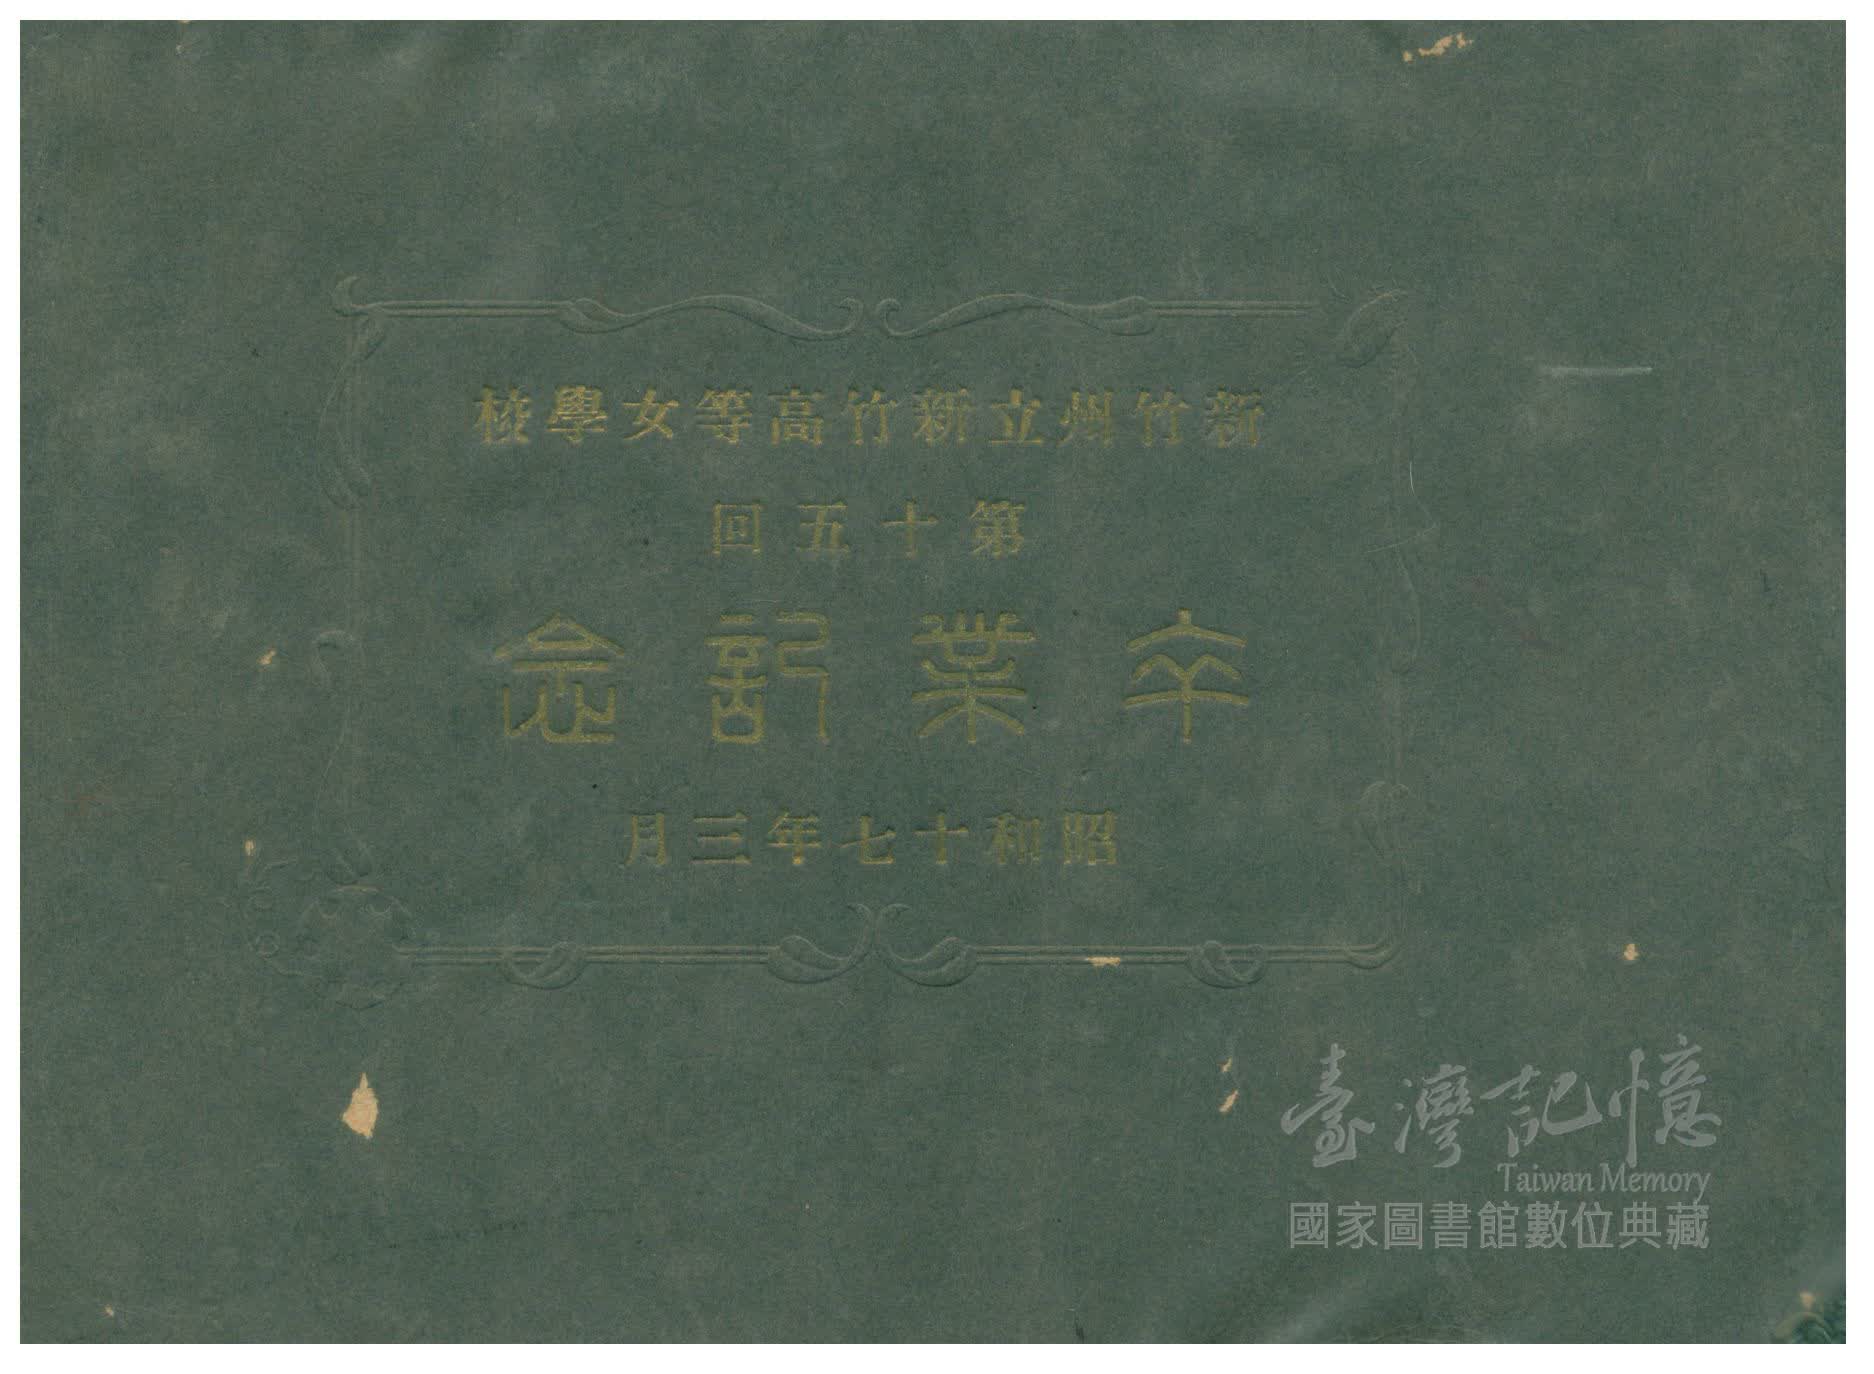 新竹州立新竹高等女學校
第十五回
卒業記念
昭和十七年三月
臺灣記憶
Taiwan Memory
國家圖書館數位典藏